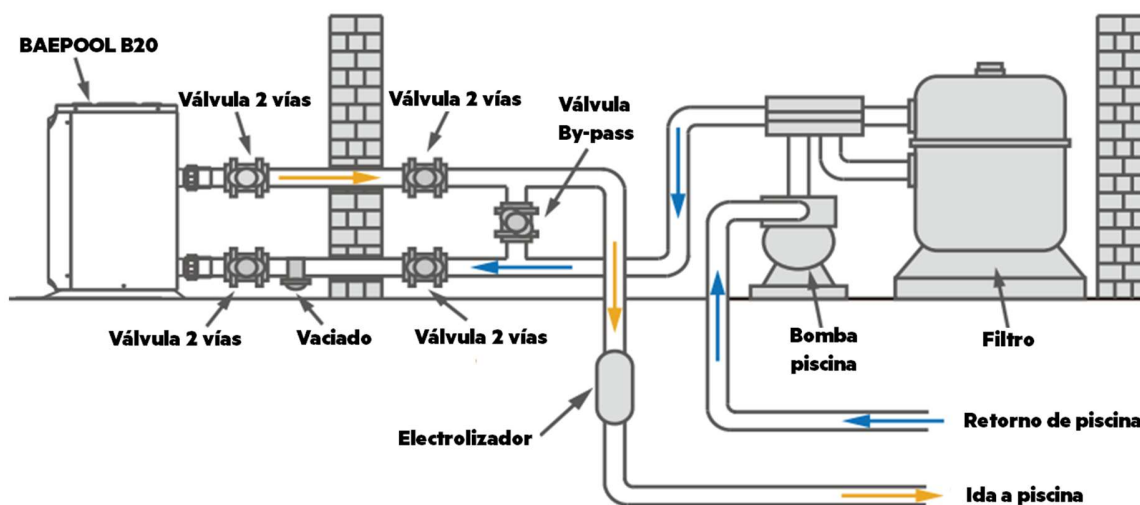 BAEPOOL B20
Válvula 2 vías
Válvula 2 vías
Válvula
By-pass
Válvula 2 vías
Vaciado
Válvula 2 vías
Bomba
piscina
Filtro
Electrolizador
Retorno de piscina
Ida a piscina